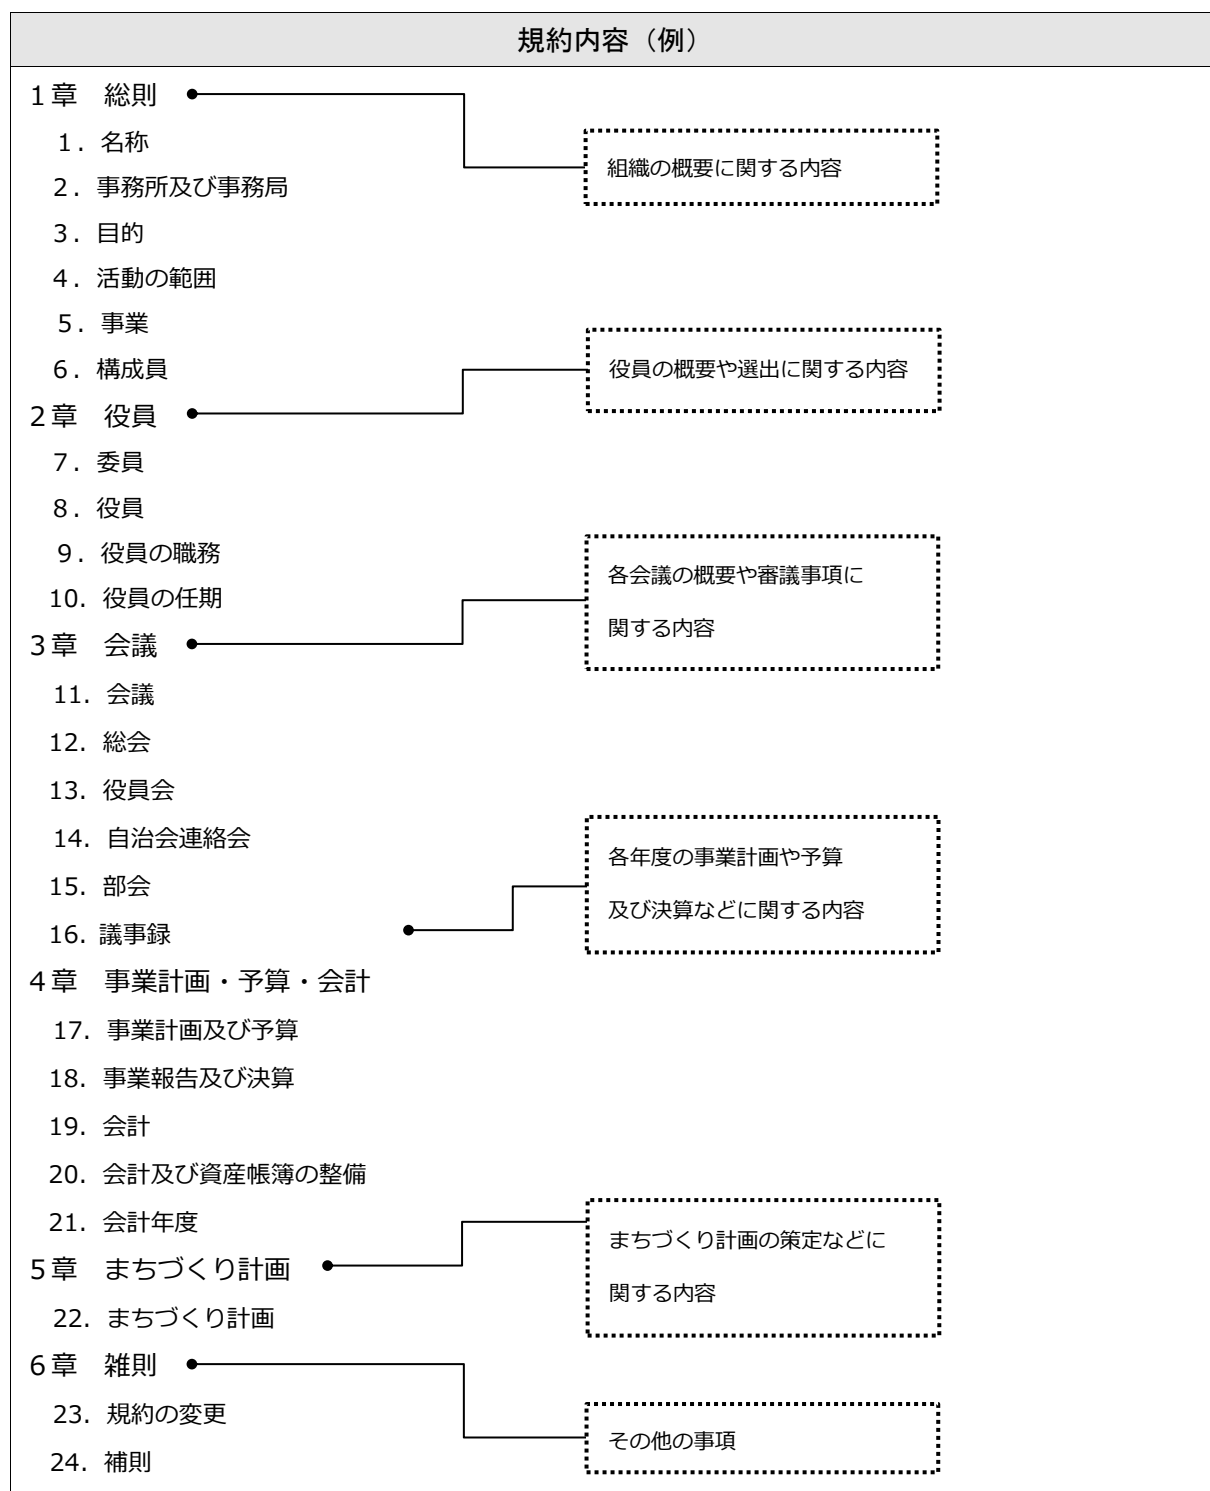 規約内容（例）
１章　総則
１．名称
２．事務所及び事務局
３．目的
４．活動の範囲
５．事業
６．構成員
２章　役員
７．委員
８．役員
９．役員の職務
10．役員の任期
３章　会議
11．会議
12．総会
13．役員会
14．自治会連絡会
15．部会
16．議事録
４章　事業計画・予算・会計
17．事業計画及び予算
18．事業報告及び決算
19．会計
20．会計及び資産帳簿の整備
21．会計年度
５章　まちづくり計画
22．まちづくり計画
６章　雑則
23．規約の変更
24．補則
組織の概要に関する内容
役員の概要や選出に関する内容
各会議の概要や審議事項に
関する内容
各年度の事業計画や予算
及び決算などに関する内容
まちづくり計画の策定などに
関する内容
その他の事項